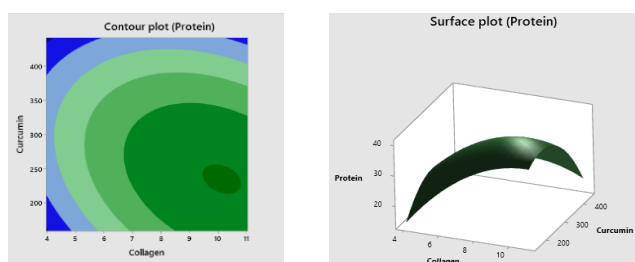 Contour plot (Protein)
Curcumin
400
350
300
250
200
4 5 6 7 8 9 10 11
Collagen
Surface plot (Protein)
Protein
40
30
20
4 6 8 10
Collagen
400
300
200
Curcumin